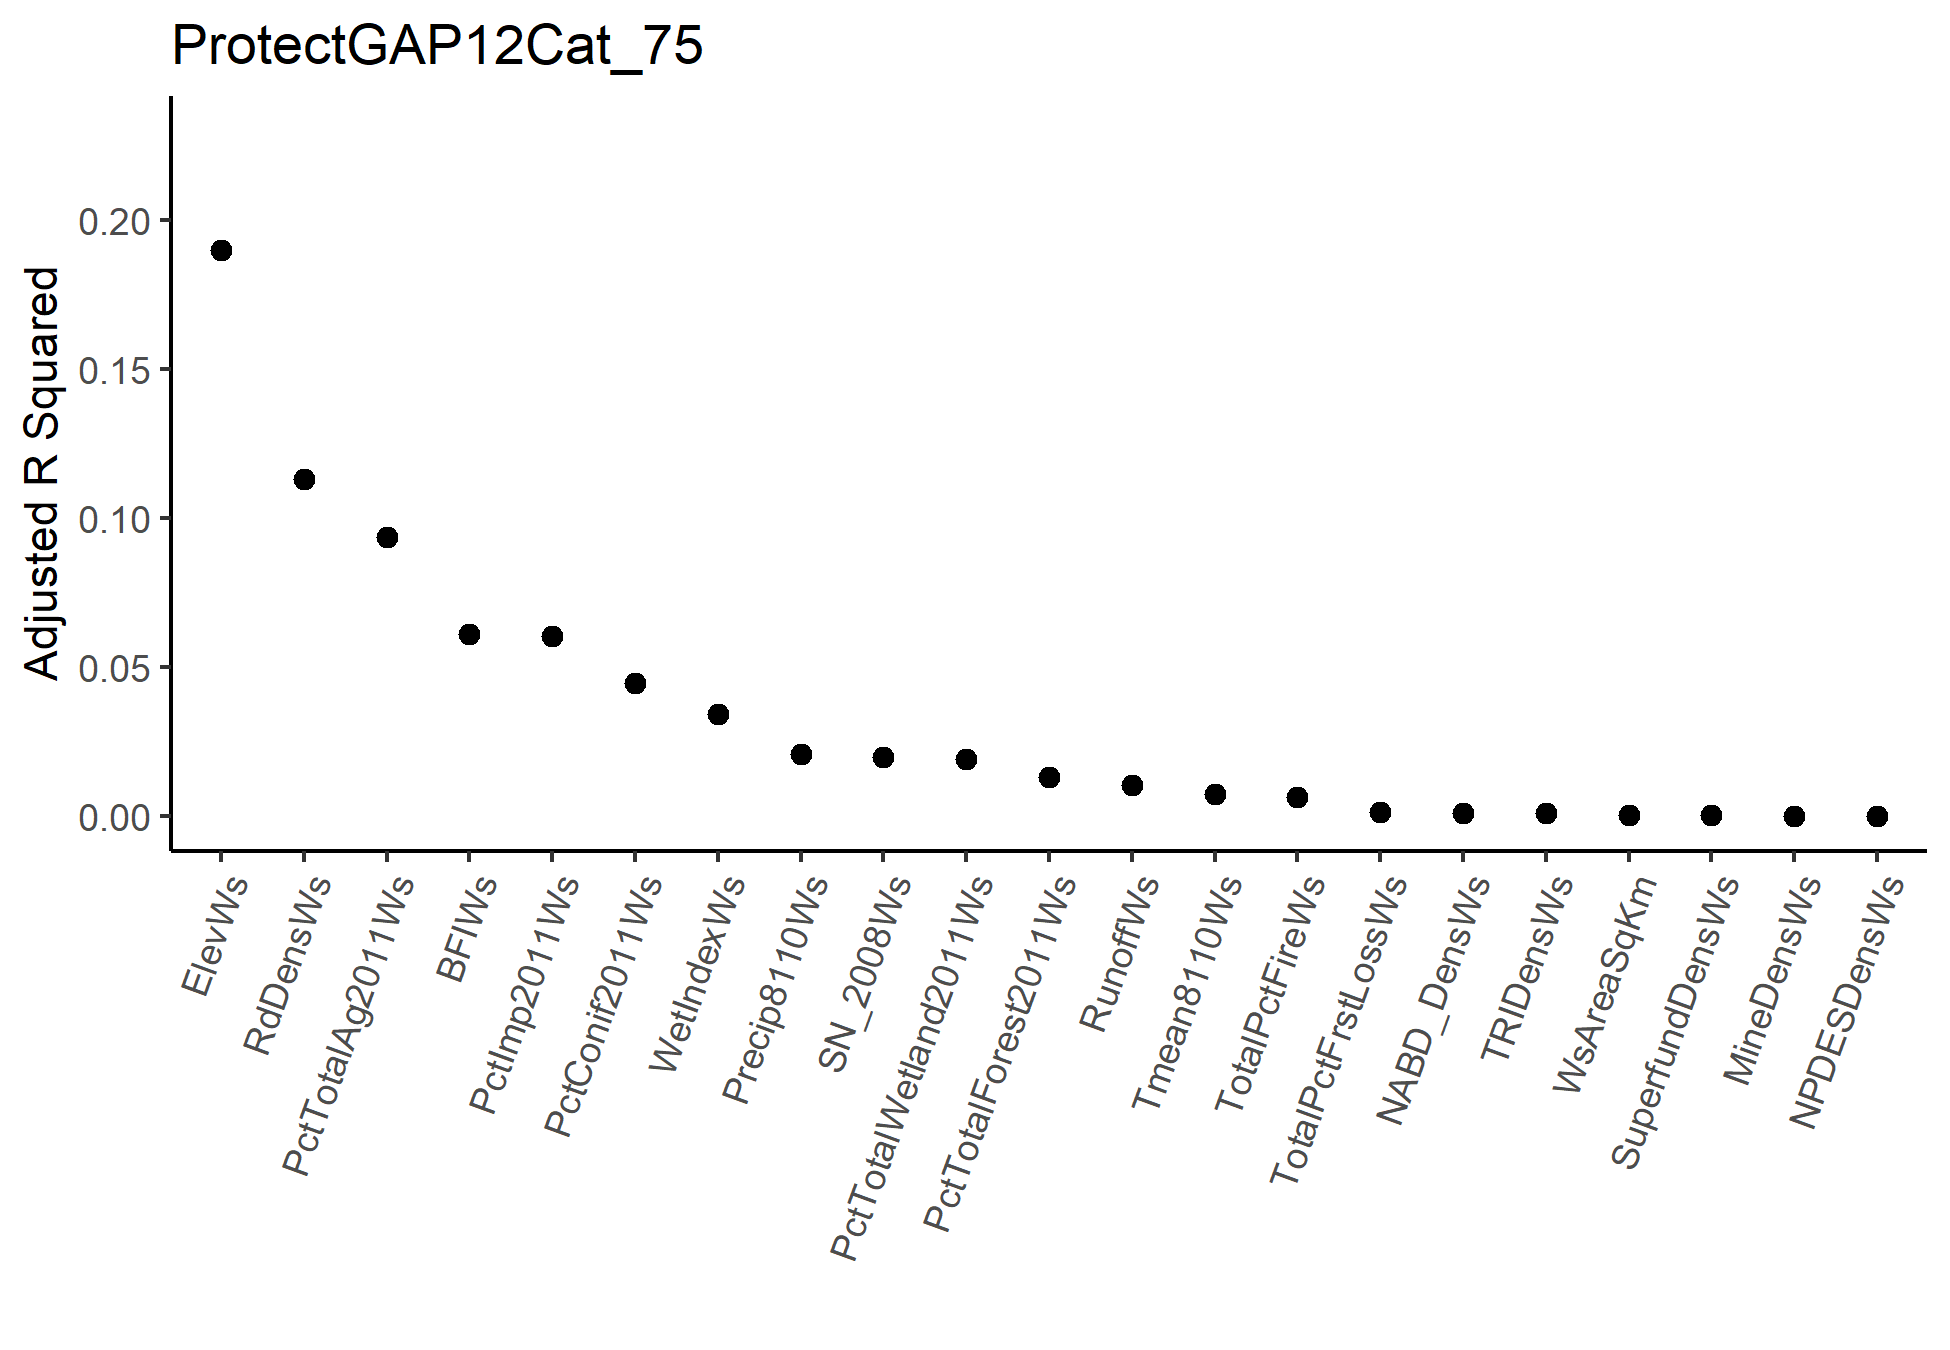 ProtectGAP12Cat_75
Adjusted R Squared
0.20
0.15
0.10
0.05
0.00
ElevWs
RdDensWs
PctTotalAg2011Ws
BFIWs
PctImp2011Ws
PctConif2011Ws
WetIndexWs
Precip8110Ws
SN_2008Ws
PctTotalWetland2011Ws
PctTotalForest2011Ws
RunoffWs
Tmean8110Ws
TotalPctFireWs
TotalPctFrstLossWs
NABD_DensWs
TRIDensWs
WsAreaSqKm
SuperfundDensWs
MineDensWs
NPDESDensWs